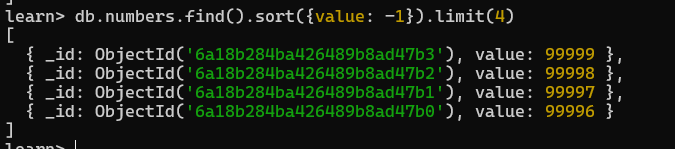 learn> db.numbers.find().sort({value: -1}).limit(4)
[
  { _id: ObjectId('6a18b284ba426489b8ad47b3'), value: 99999 },
  { _id: ObjectId('6a18b284ba426489b8ad47b2'), value: 99998 },
  { _id: ObjectId('6a18b284ba426489b8ad47b1'), value: 99997 },
  { _id: ObjectId('6a18b284ba426489b8ad47b0'), value: 99996 }
]
learn>